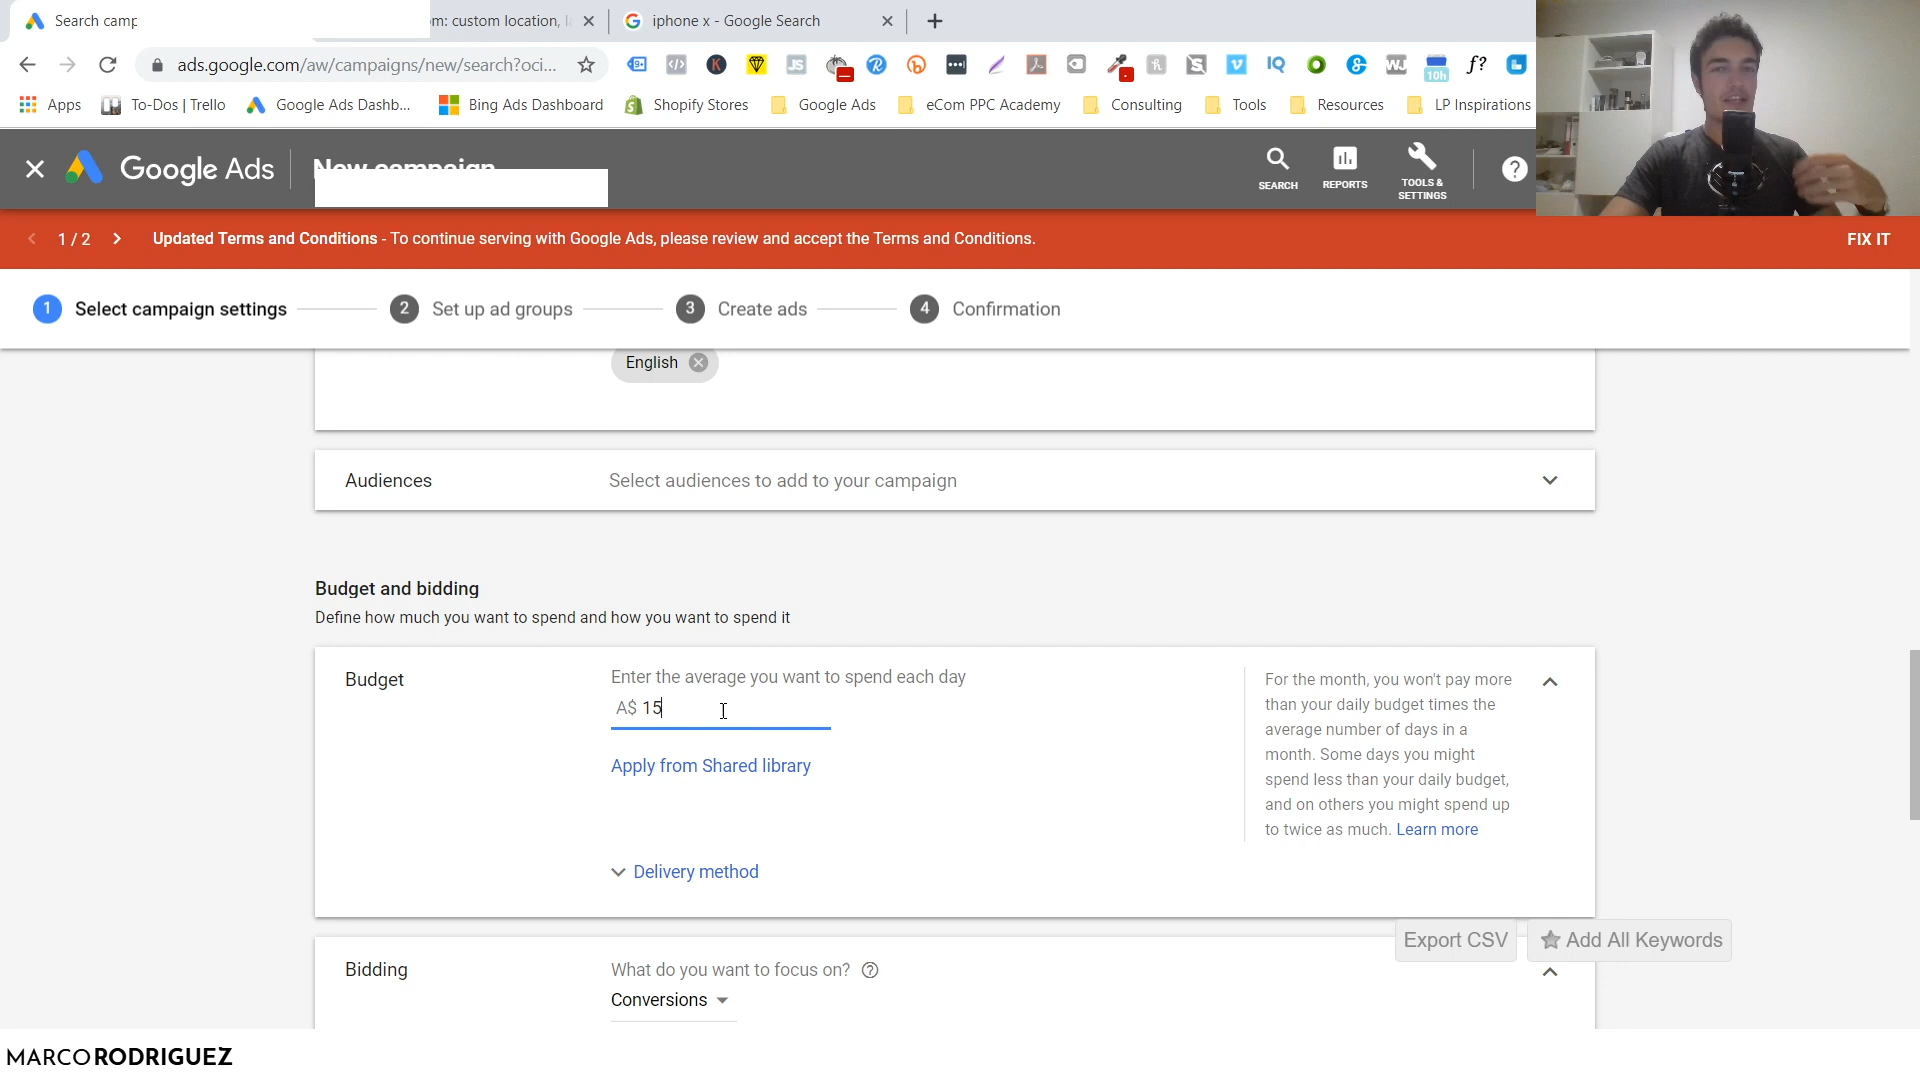 Search camp
om: custom location, l
iphone x - Google Search
ads.google.com/aw/campaigns/new/search?oci...
JS
K
R
S
IQ
WJ
10h
f?
Apps
To-Dos | Trello
Google Ads Dashb...
Bing Ads Dashboard
Shopify Stores
Google Ads
eCom PPC Academy
Consulting
Tools
Resources
LP Inspirations
Google Ads
New campaign
SEARCH
REPORTS
TOOLS &
SETTINGS
1 / 2
Updated Terms and Conditions - To continue serving with Google Ads, please review and accept the Terms and Conditions.
FIX IT
1 Select campaign settings
2 Set up ad groups
3 Create ads
4 Confirmation
English
Audiences
Select audiences to add to your campaign
Budget and bidding
Define how much you want to spend and how you want to spend it
Budget
Enter the average you want to spend each day
A$ 15
Apply from Shared library
Delivery method
For the month, you won't pay more
than your daily budget times the
average number of days in a
month. Some days you might
spend less than your daily budget,
and on others you might spend up
to twice as much. Learn more
Export CSV
Add All Keywords
Bidding
What do you want to focus on?
Conversions
MARCORODRIGUEZ